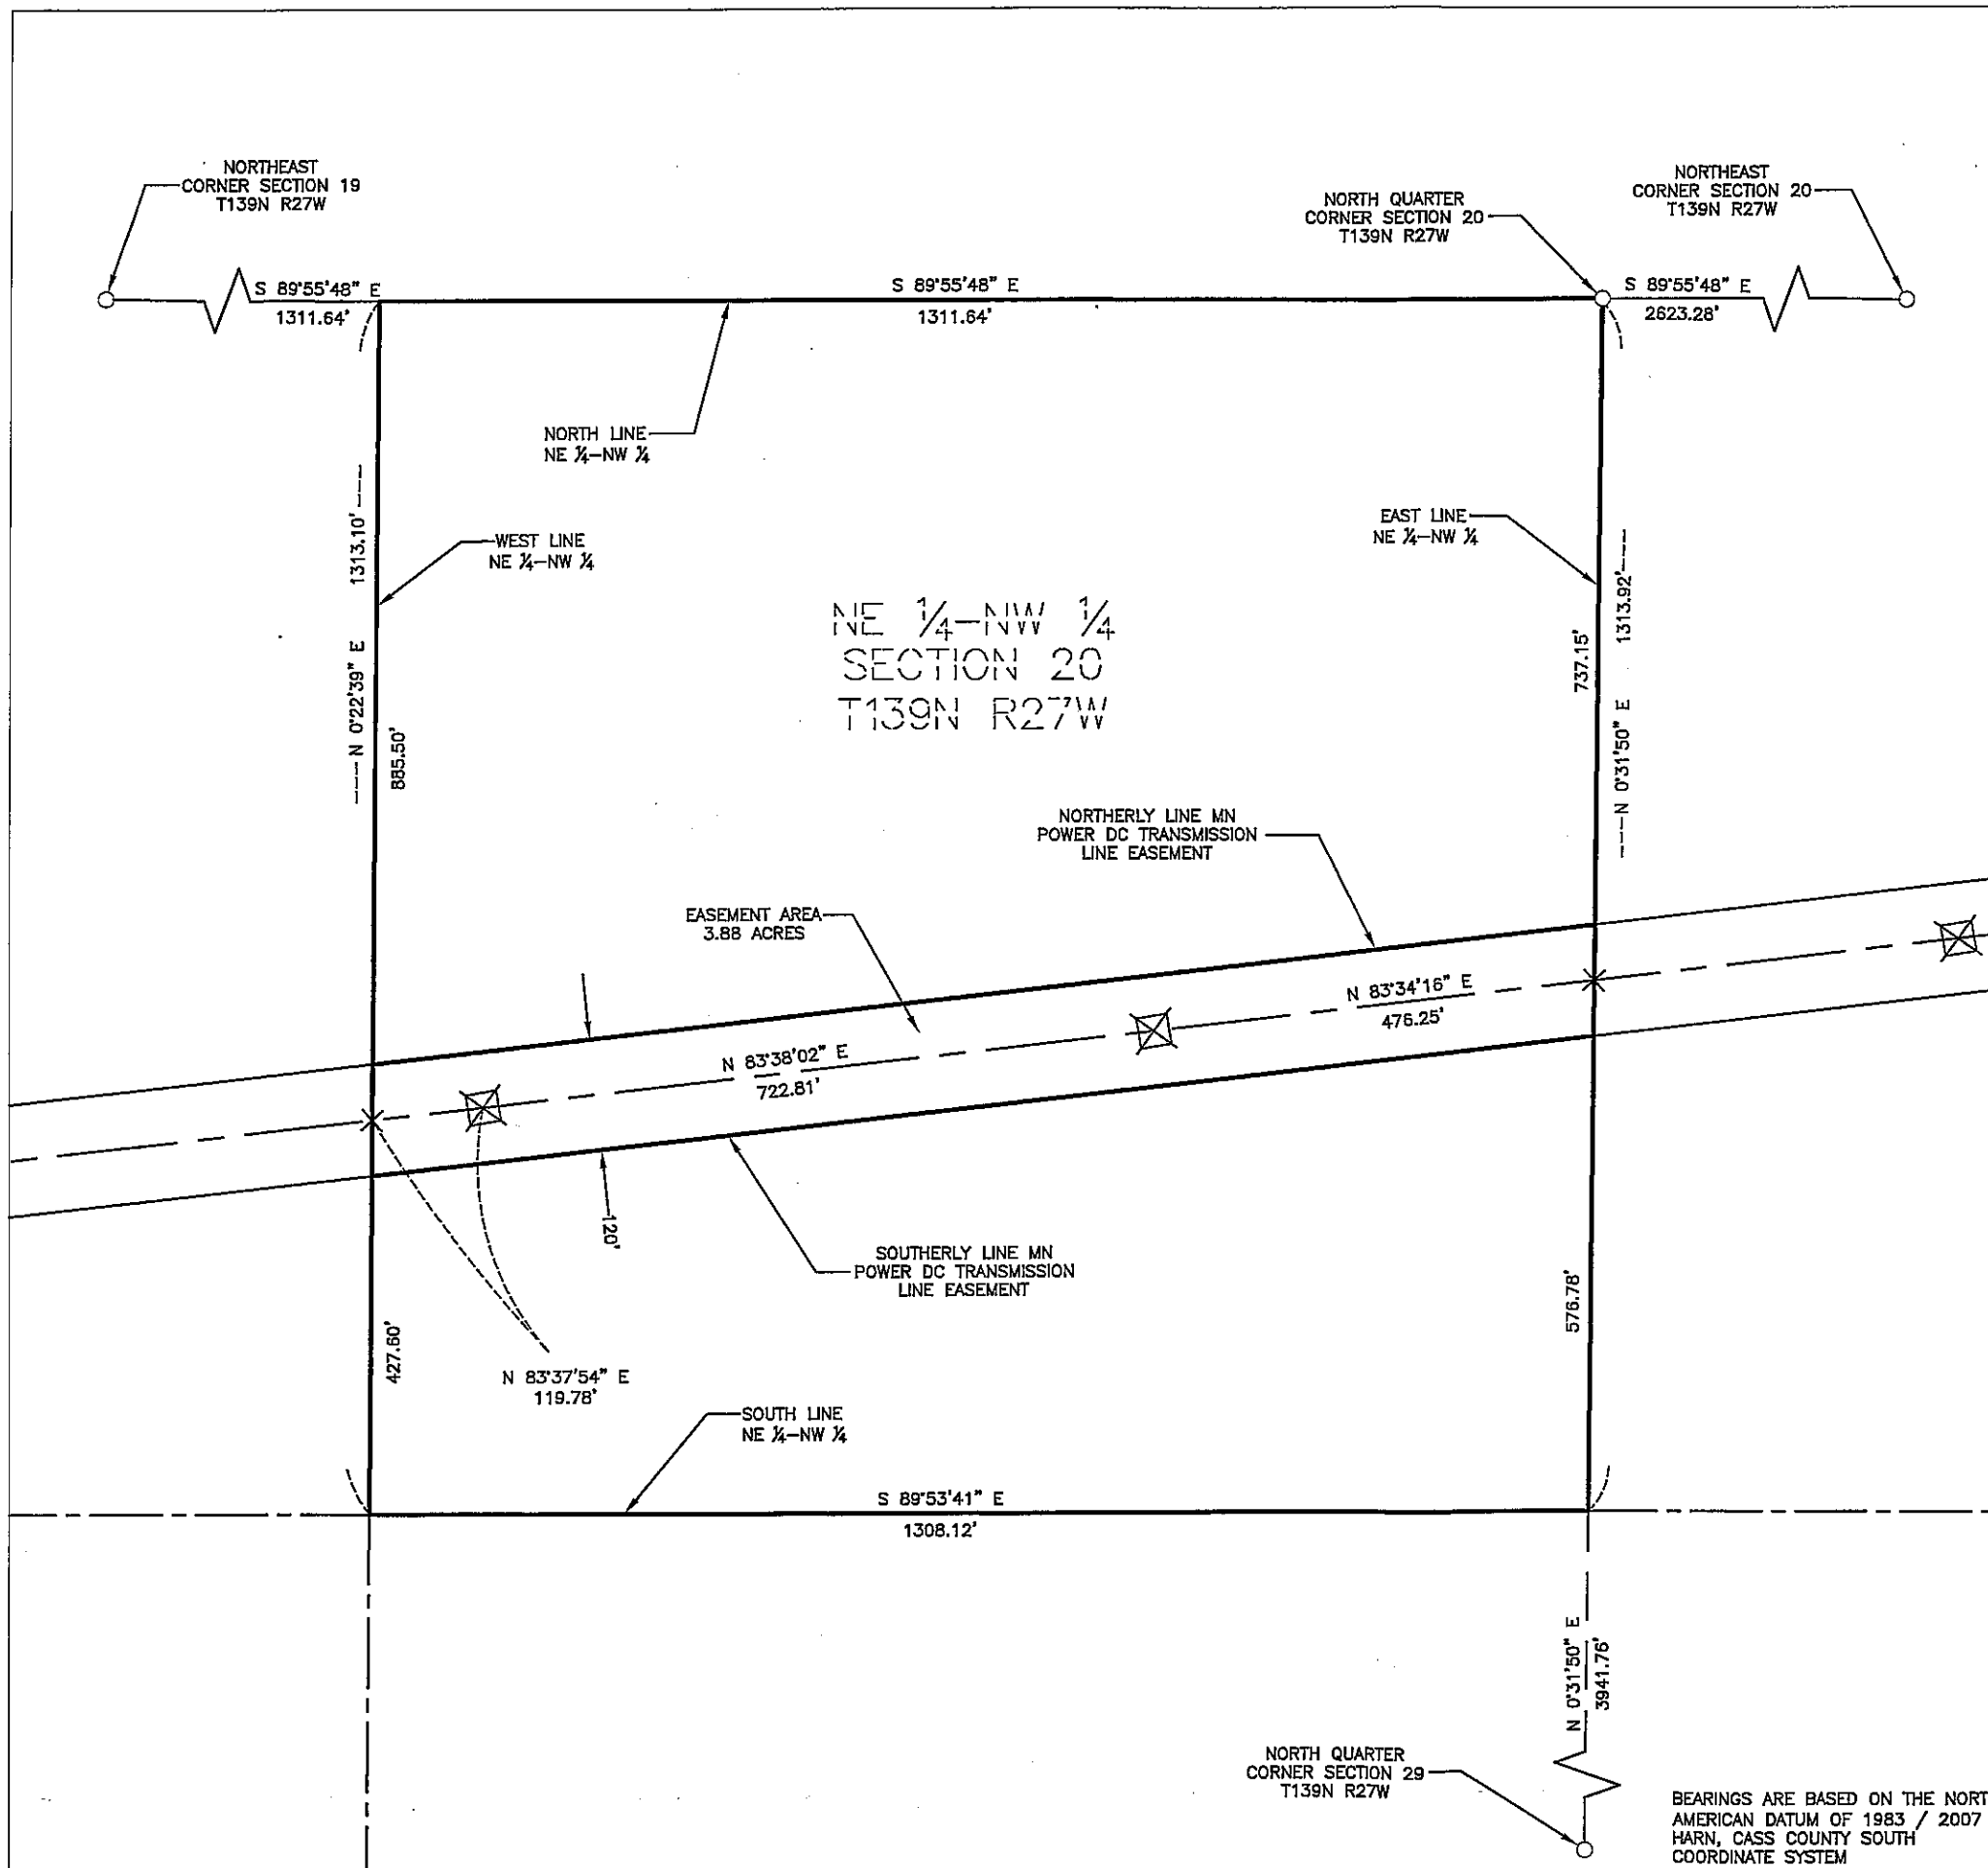 NORTHEAST
CORNER SECTION 19
T139N R27W
NORTH QUARTER
CORNER SECTION 20
T139N R27W
NORTHEAST
CORNER SECTION 20
T139N R27W
S 89°55'48" E
1311.64'
S 89°55'48" E
1311.64'
S 89°55'48" E
2623.28'
NORTH LINE
NE ¼-NW ¼
WEST LINE
NE ¼-NW ¼
EAST LINE
NE ¼-NW ¼
N 0°22'39" E 1313.10'
885.50'
NE ¼-NW ¼
SECTION 20
T139N R27W
737.15'
N 0°31'50" E 1313.92'
NORTHERLY LINE MN
POWER DC TRANSMISSION
LINE EASEMENT
EASEMENT AREA
3.88 ACRES
N 83°34'16" E
476.25'
N 83°38'02" E
722.81'
120'
SOUTHERLY LINE MN
POWER DC TRANSMISSION
LINE EASEMENT
427.60'
576.78'
N 83°37'54" E
119.78'
SOUTH LINE
NE ¼-NW ¼
S 89°53'41" E
1308.12'
N 0°31'50" E
3941.76'
NORTH QUARTER
CORNER SECTION 29
T139N R27W
BEARINGS ARE BASED ON THE NORT
AMERICAN DATUM OF 1983 / 2007
HARN, CASS COUNTY SOUTH
COORDINATE SYSTEM